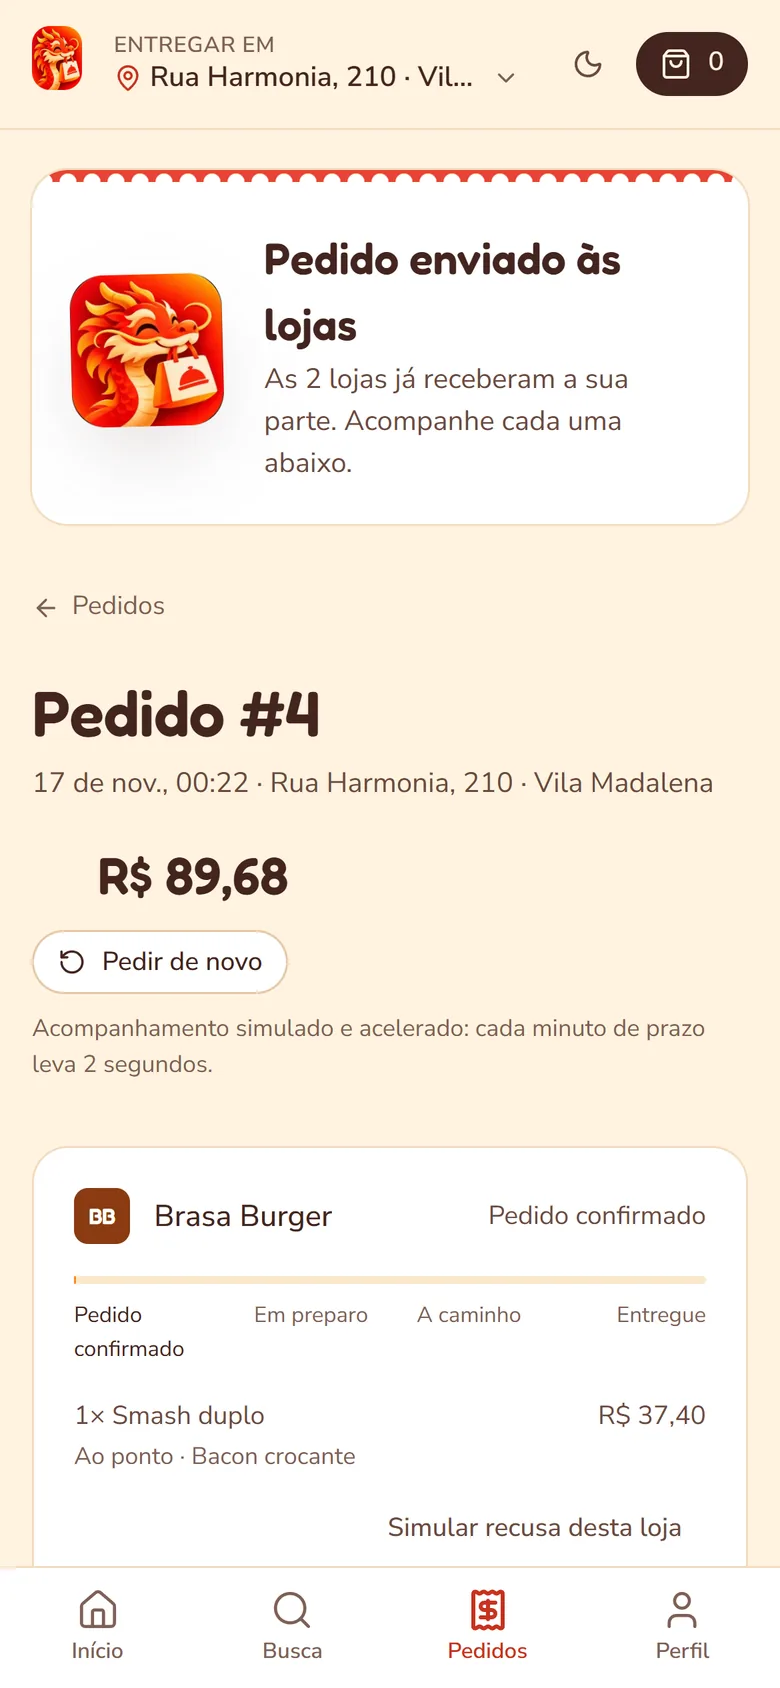 ENTREGAR EM
Rua Harmonia, 210 · Vil...
0
Pedido enviado às
lojas
As 2 lojas já receberam a sua
parte. Acompanhe cada uma
abaixo.
Pedidos
Pedido #4
17 de nov., 00:22 · Rua Harmonia, 210 · Vila Madalena
R$ 89,68
Pedir de novo
Acompanhamento simulado e acelerado: cada minuto de prazo
leva 2 segundos.
BB Brasa Burger Pedido confirmado
Pedido confirmado Em preparo A caminho Entregue
1× Smash duplo R$ 37,40
Ao ponto · Bacon crocante
Simular recusa desta loja
Início Busca Pedidos Perfil